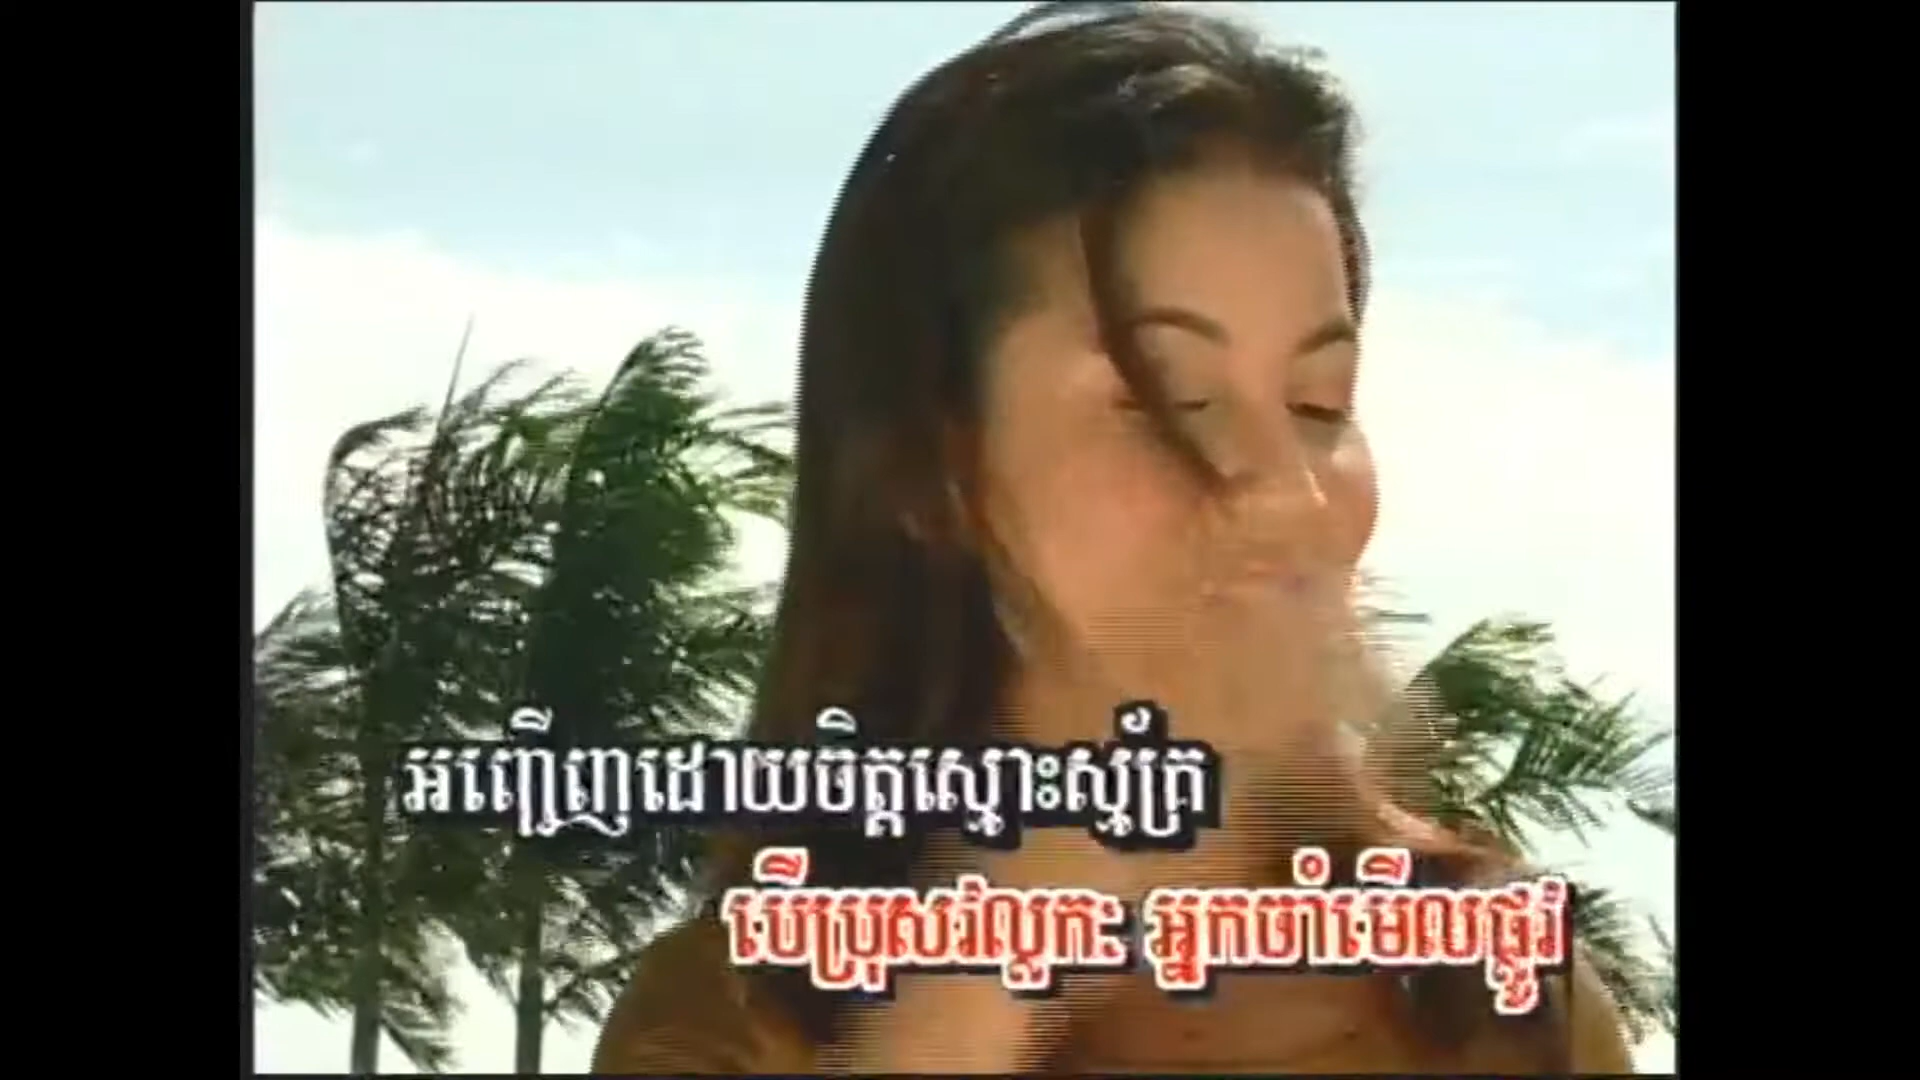 អញ្ជើញដោយចិត្តស្មោះស្ម័គ្រ
បើប្រុសវល្លកៈ អ្នកចាំមើលផ្លូវ